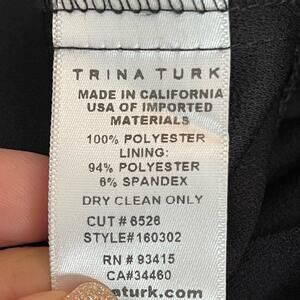 TRINA TURK
MADE IN CALIFORNIA
USA OF IMPORTED
MATERIALS
100% POLYESTER
LINING:
94% POLYESTER
6% SPANDEX
DRY CLEAN ONLY
CUT # 6526
STYLE#160302
RN # 93415
CA#34460
aturk.com